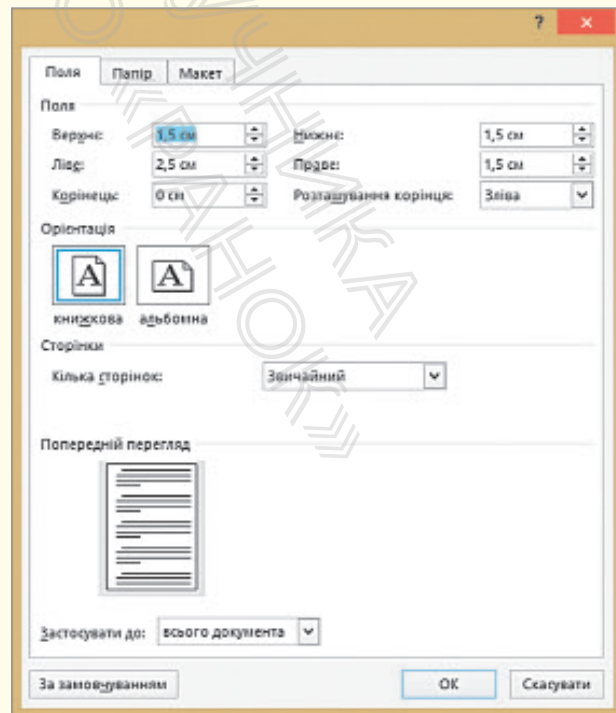 ?
Поля Папір Макет
Поля
Верхнє: 1,5 см Нижнє: 1,5 см
Ліве: 2,5 см Праве: 1,5 см
Корінець: 0 см Розташування корінця: Зліва
Орієнтація
A A
книжкова альбомна
Сторінки
Кілька сторінок: Звичайний
Попередній перегляд
Застосувати до: всього документа
За замовчуванням ОК Скасувати
«РАНОК»